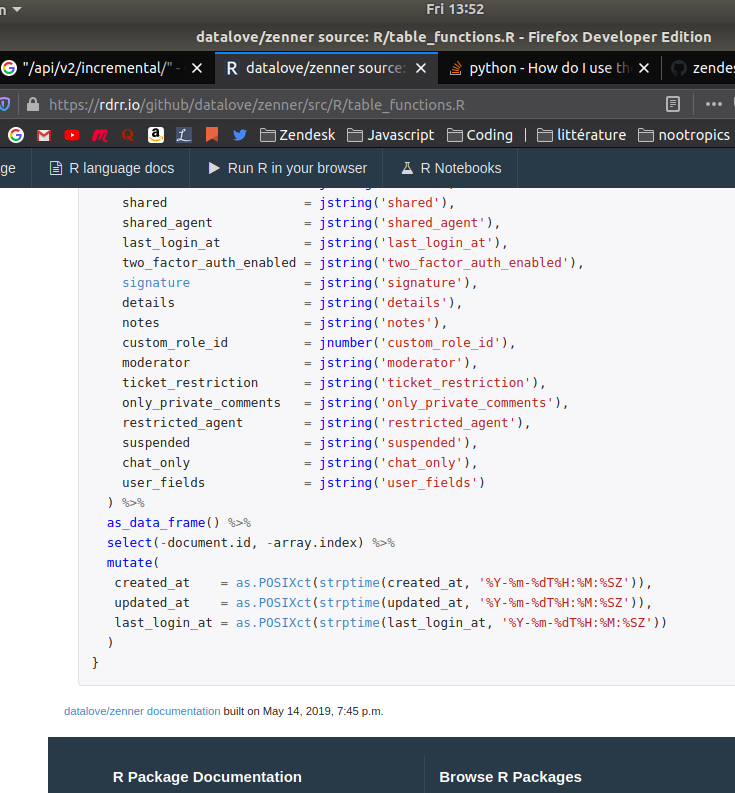 n
Fri 13:52
datalove/zenner source: R/table_functions.R - Firefox Developer Edition
"/api/v2/incremental/" - datalove/zenner source: python - How do I use th zendes
https://rdrr.io/github/datalove/zenner/src/R/table_functions.R
Zendesk Javascript Coding | littérature nootropics
ge R language docs Run R in your browser R Notebooks
shared = jstring('shared'),
shared_agent = jstring('shared_agent'),
last_login_at = jstring('last_login_at'),
two_factor_auth_enabled = jstring('two_factor_auth_enabled'),
signature = jstring('signature'),
details = jstring('details'),
notes = jstring('notes'),
custom_role_id = jnumber('custom_role_id'),
moderator = jstring('moderator'),
ticket_restriction = jstring('ticket_restriction'),
only_private_comments = jstring('only_private_comments'),
restricted_agent = jstring('restricted_agent'),
suspended = jstring('suspended'),
chat_only = jstring('chat_only'),
user_fields = jstring('user_fields')
) %>%
as_data_frame() %>%
select(-document.id, -array.index) %>%
mutate(
created_at = as.POSIXct(strptime(created_at, '%Y-%m-%dT%H:%M:%SZ')),
updated_at = as.POSIXct(strptime(updated_at, '%Y-%m-%dT%H:%M:%SZ')),
last_login_at = as.POSIXct(strptime(last_login_at, '%Y-%m-%dT%H:%M:%SZ'))
)
}
datalove/zenner documentation built on May 14, 2019, 7:45 p.m.
R Package Documentation Browse R Packages